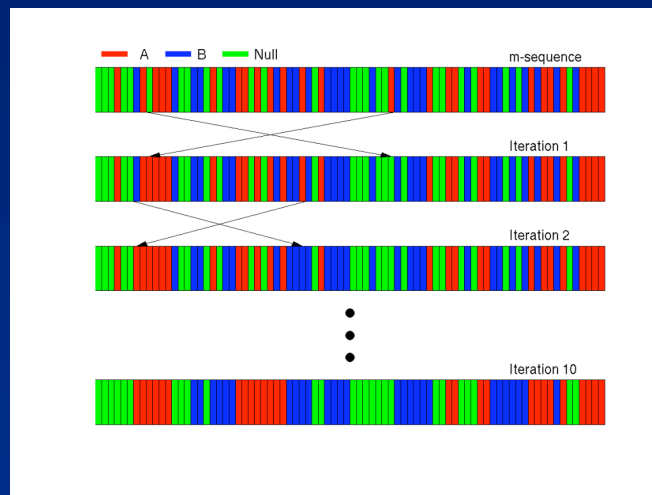 A B Null
m-sequence
Iteration 1
Iteration 2
Iteration 10